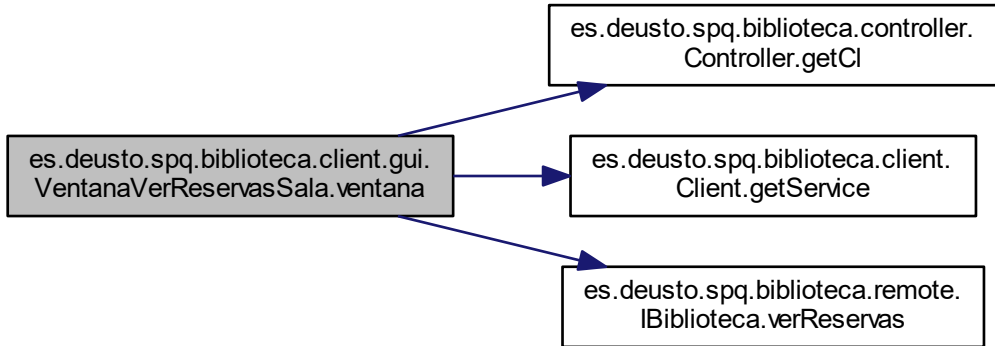 es.deusto.spq.biblioteca.controller.
Controller.getCl
es.deusto.spq.biblioteca.client.gui.
VentanaVerReservasSala.ventana
es.deusto.spq.biblioteca.client.
Client.getService
es.deusto.spq.biblioteca.remote.
IBiblioteca.verReservas